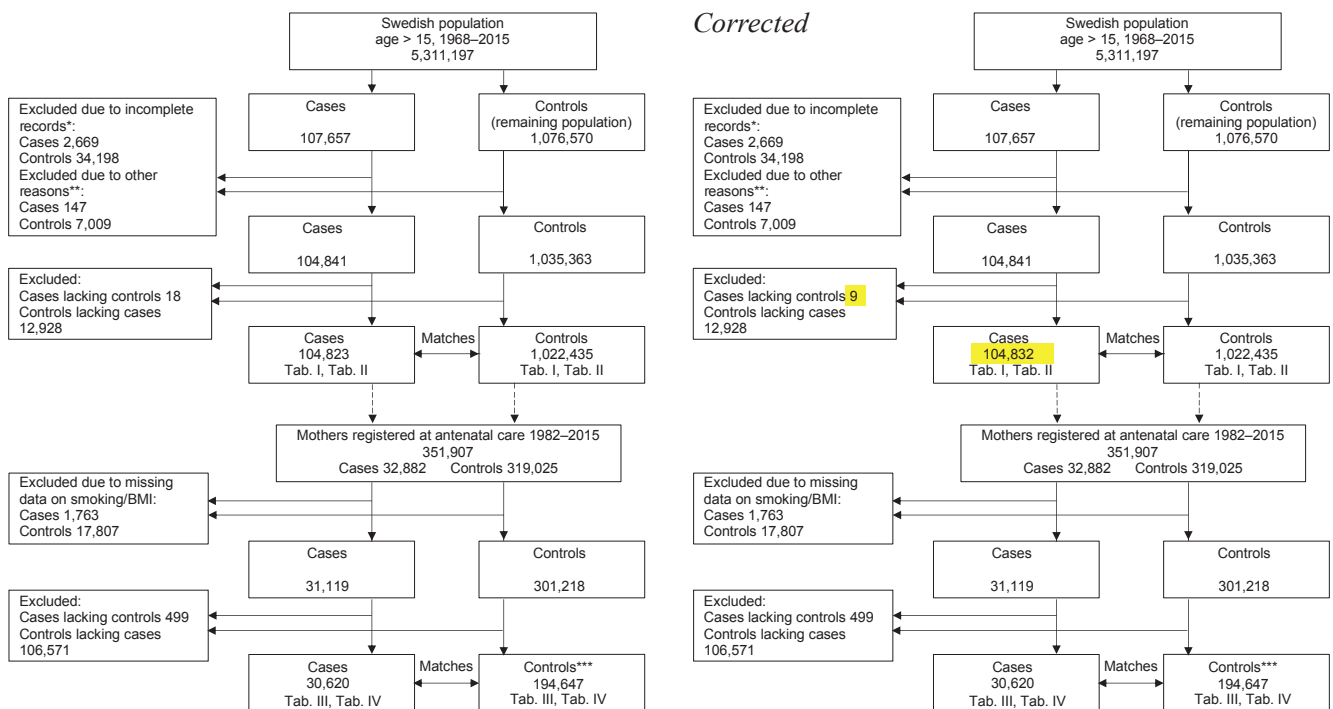 Swedish population
age > 15, 1968–2015
5,311,197
Cases
107,657
Controls
(remaining population)
1,076,570
Excluded due to incomplete
records*:
Cases 2,669
Controls 34,198
Excluded due to other
reasons**:
Cases 147
Controls 7,009
Cases
104,841
Controls
1,035,363
Excluded:
Cases lacking controls 18
Controls lacking cases
12,928
Cases
104,823
Tab. I, Tab. II
Matches
Controls
1,022,435
Tab. I, Tab. II
Mothers registered at antenatal care 1982–2015
351,907
Cases 32,882 Controls 319,025
Excluded due to missing
data on smoking/BMI:
Cases 1,763
Controls 17,807
Cases
31,119
Controls
301,218
Excluded:
Cases lacking controls 499
Controls lacking cases
106,571
Cases
30,620
Tab. III, Tab. IV
Matches
Controls***
194,647
Tab. III, Tab. IV
Corrected
Swedish population
age > 15, 1968–2015
5,311,197
Cases
107,657
Controls
(remaining population)
1,076,570
Excluded due to incomplete
records*:
Cases 2,669
Controls 34,198
Excluded due to other
reasons**:
Cases 147
Controls 7,009
Cases
104,841
Controls
1,035,363
Excluded:
Cases lacking controls 9
Controls lacking cases
12,928
Cases
104,832
Tab. I, Tab. II
Matches
Controls
1,022,435
Tab. I, Tab. II
Mothers registered at antenatal care 1982–2015
351,907
Cases 32,882 Controls 319,025
Excluded due to missing
data on smoking/BMI:
Cases 1,763
Controls 17,807
Cases
31,119
Controls
301,218
Excluded:
Cases lacking controls 499
Controls lacking cases
106,571
Cases
30,620
Tab. III, Tab. IV
Matches
Controls***
194,647
Tab. III, Tab. IV